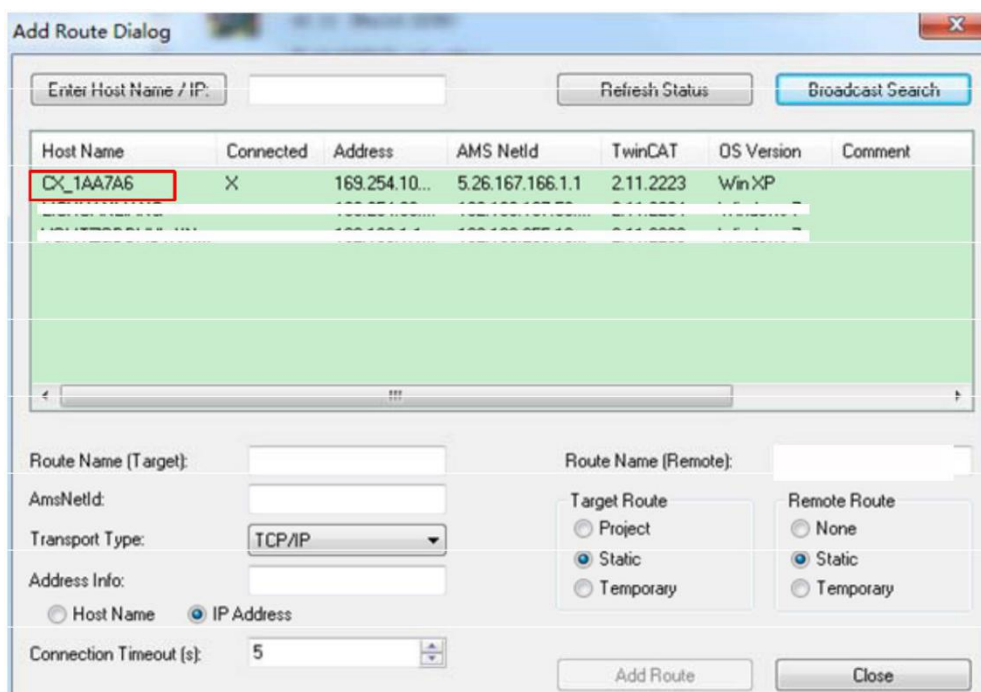 Add Route Dialog
Enter Host Name / IP:
Refresh Status
Broadcast Search
Host Name Connected Address AMS NetId TwinCAT OS Version Comment
CX_1AA7A6 X 169.254.10... 5.26.167.166.1.1 2.11.2223 Win XP
Route Name (Target):
Route Name (Remote):
AmsNetId:
Target Route
Remote Route
Transport Type: TCP/IP
Project
None
Static
Static
Address Info:
Temporary
Temporary
Host Name IP Address
Connection Timeout (s): 5
Add Route
Close